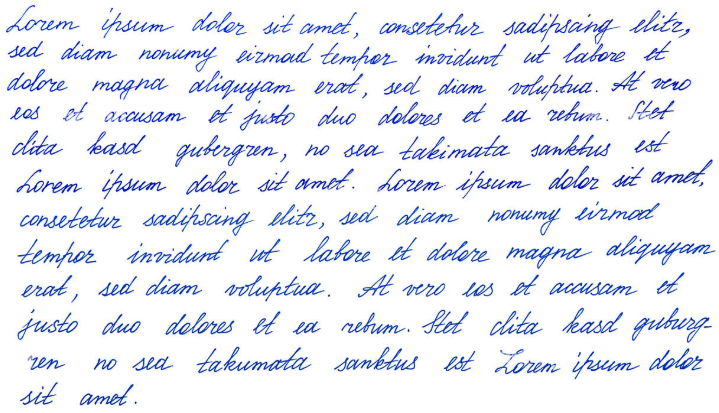 Lorem ipsum dolor sit amet, consetetur sadipscing elitr,
sed diam nonumy eirmod tempor invidunt ut labore et
dolore magna aliquyam erat, sed diam voluptua. At vero
eos et accusam et justo duo dolores et ea rebum. Stet
clita kasd gubergren, no sea takimata sanktus est
Lorem ipsum dolor sit amet. Lorem ipsum dolor sit amet,
consetetur sadipscing elitr, sed diam nonumy eirmod
tempor invidunt ut labore et dolore magna aliquyam
erat, sed diam voluptua. At vero eos et accusam et
justo duo dolores et ea rebum. Stet clita kasd guburg-
ren no sea takumata sanktus est Lorem ipsum dolor
sit amet.